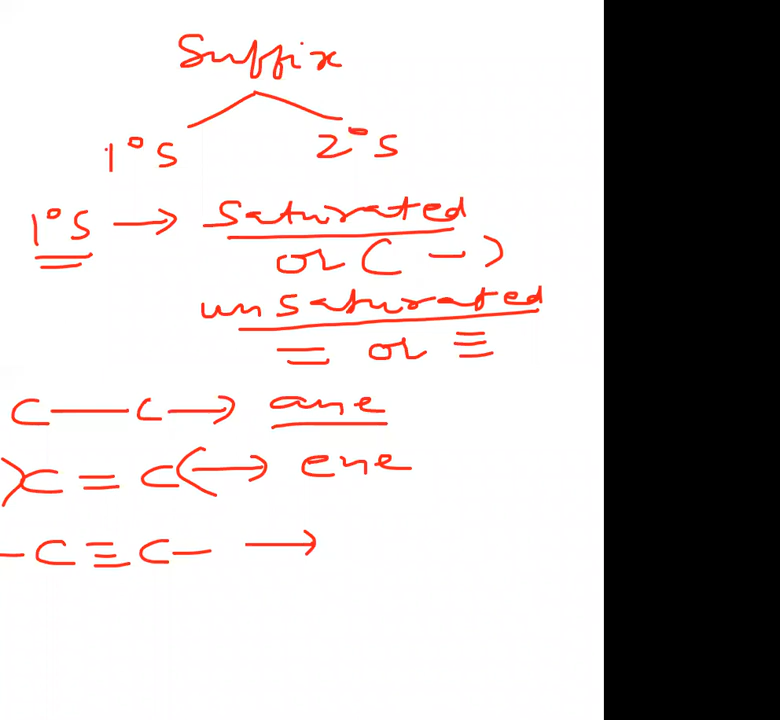 Suffix
1°S 2°S
1°S → Saturated
or C -)
unsaturated
= or ≡
C — C → ane
>C = C< → ene
- C ≡ C - →